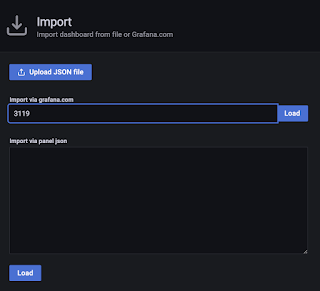 Import
Import dashboard from file or Grafana.com
Upload JSON file
Import via grafana.com
3119
Load
Import via panel json
Load